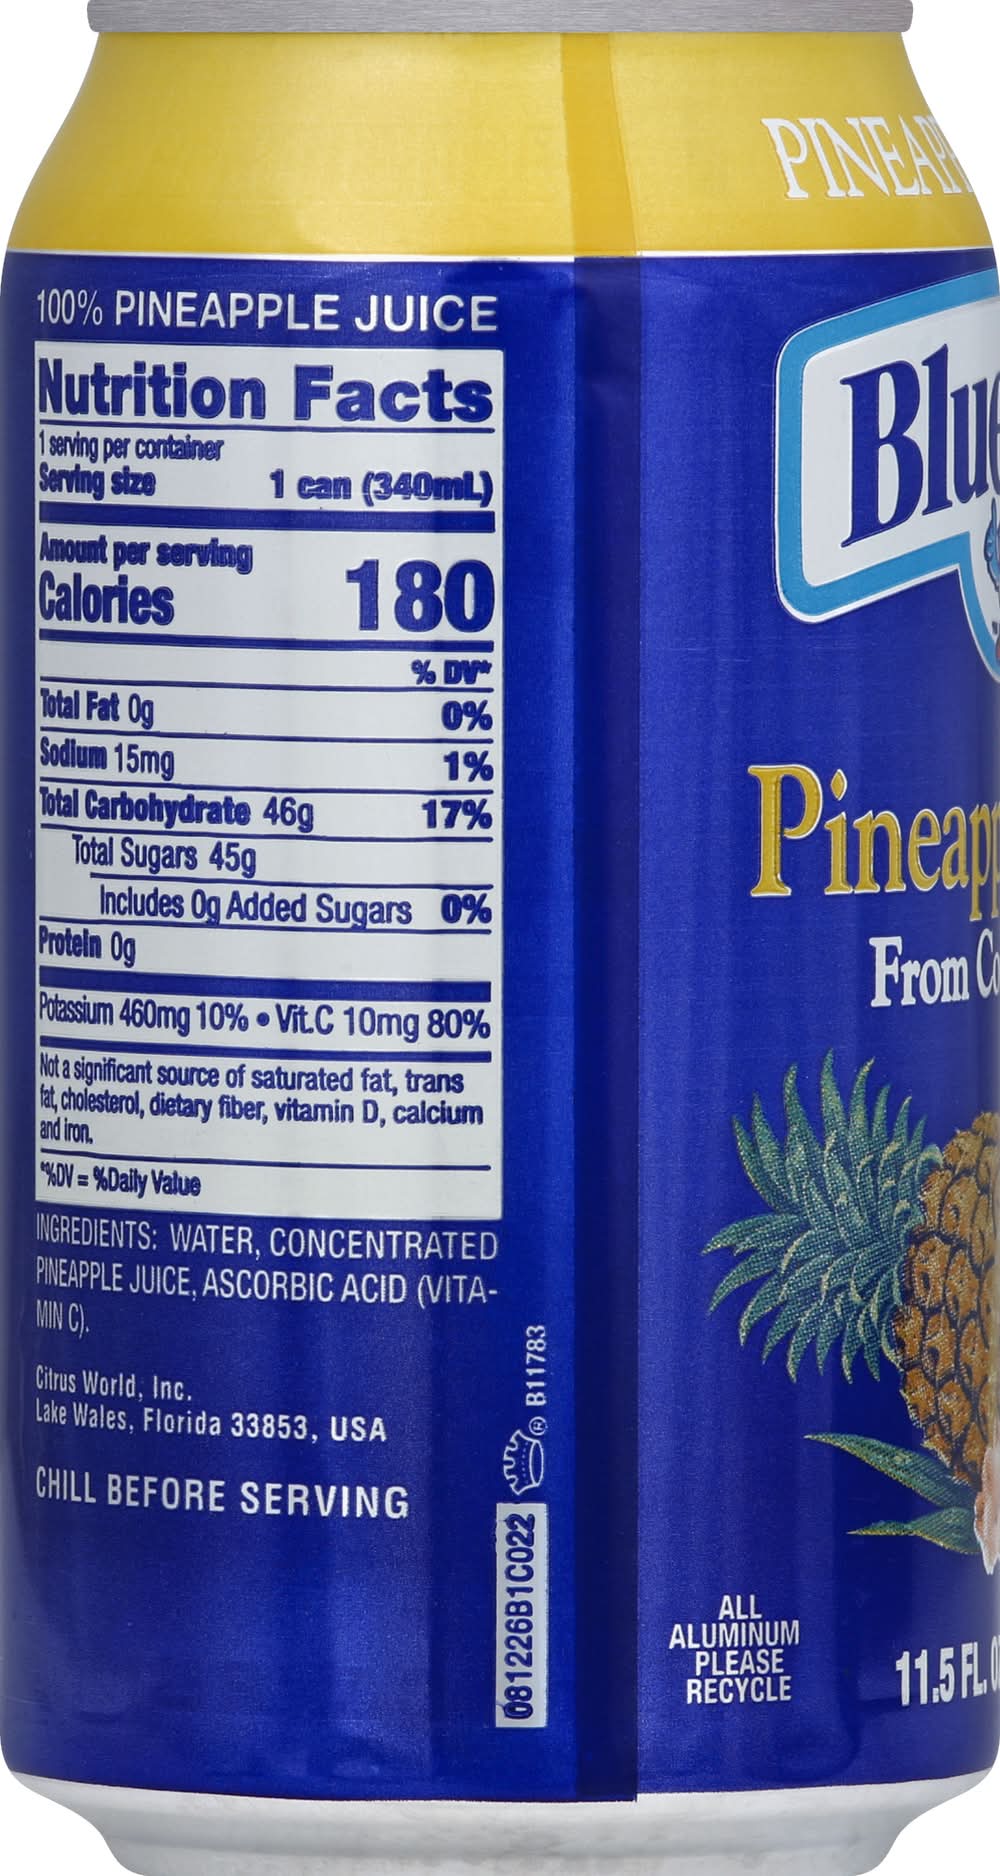 PINEAPP
100% PINEAPPLE JUICE
Nutrition Facts
1 serving per container
Serving size 1 can (340mL)
Amount per serving
Calories 180
% DV*
Total Fat 0g 0%
Sodium 15mg 1%
Total Carbohydrate 46g 17%
Total Sugars 45g
Includes 0g Added Sugars 0%
Protein 0g
Potassium 460mg 10% • Vit.C 10mg 80%
Not a significant source of saturated fat, trans
fat, cholesterol, dietary fiber, vitamin D, calcium
and iron.
*%DV = %Daily Value
INGREDIENTS: WATER, CONCENTRATED
PINEAPPLE JUICE, ASCORBIC ACID (VITA-
MIN C).
Citrus World, Inc.
Lake Wales, Florida 33853, USA
CHILL BEFORE SERVING
® B11783
081226B1C022
Blue
Pineapp
From Co
ALL
ALUMINUM
PLEASE
RECYCLE
11.5 FL. O